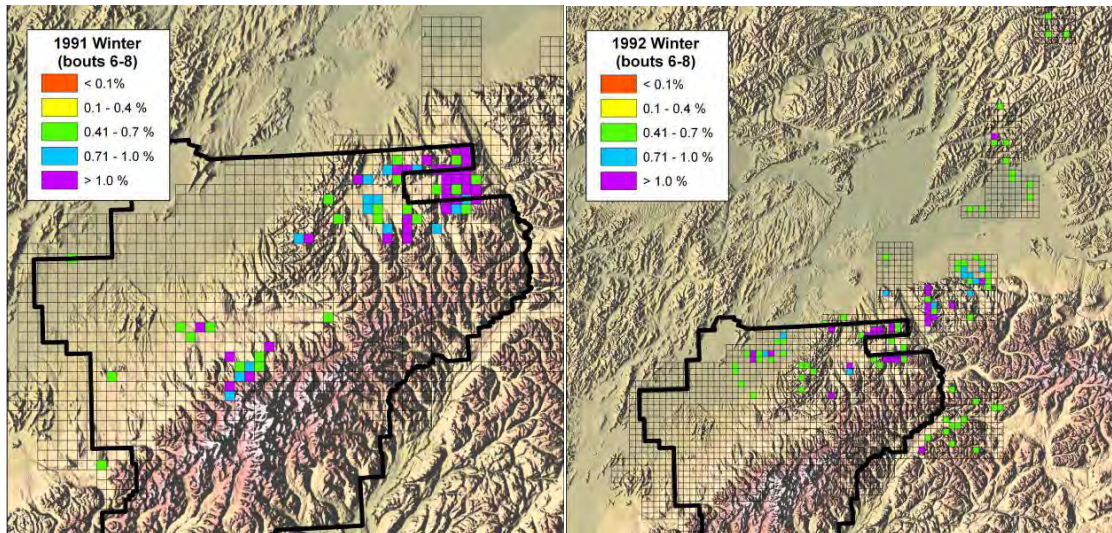 1991 Winter
(bouts 6-8)
< 0.1%
0.1 - 0.4 %
0.41 - 0.7 %
0.71 - 1.0 %
> 1.0 %
1992 Winter
(bouts 6-8)
< 0.1%
0.1 - 0.4 %
0.41 - 0.7 %
0.71 - 1.0 %
> 1.0 %